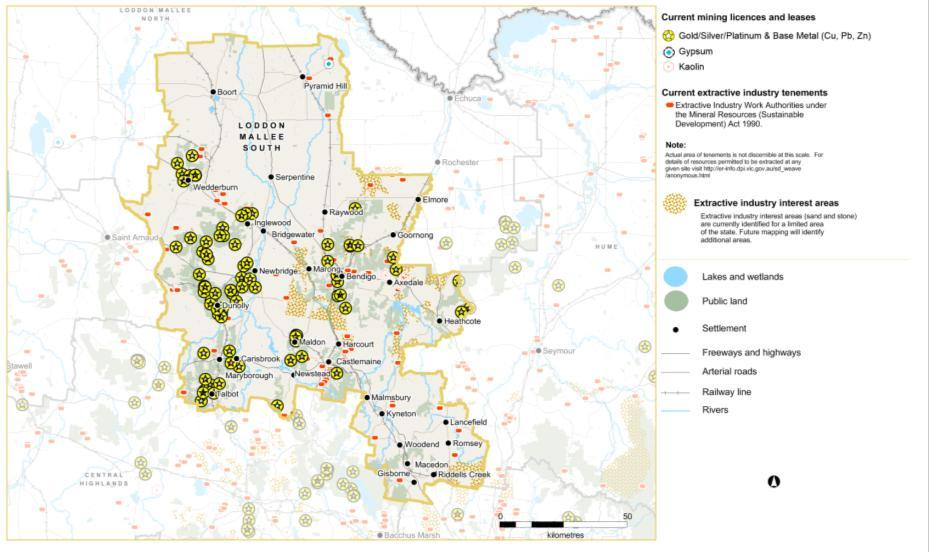 LODDON MALLEE
NORTH
Boort
Pyramid Hill
Echuca
LODDON
MALLEE
SOUTH
Rochester
Serpentine
Wedderburn
Elmore
Raywood
Inglewood
Bridgewater
Goornong
Saint Arnaud
HUME
Newbridge
Marong
Bendigo
Axedale
Dunolly
Heathcote
Maldon
Harcourt
Seymour
Stawell
Carisbrook
Castlemaine
Maryborough
Newstead
Talbot
Malmsbury
Kyneton
Lancefield
Woodend
Romsey
Macedon
CENTRAL
HIGHLANDS
Gisborne
Riddells Creek
Bacchus Marsh
0 50
kilometres
Current mining licences and leases
Gold/Silver/Platinum & Base Metal (Cu, Pb, Zn)
Gypsum
Kaolin
Current extractive industry tenements
Extractive Industry Work Authorities under
the Mineral Resources (Sustainable
Development) Act 1990.
Note:
Actual area of tenements is not discernible at this scale. For
details of resources permitted to be extracted at any
given site visit http://er-info.dpi.vic.gov.au/sd_weave
/anonymous.html
Extractive industry interest areas
Extractive industry interest areas (sand and stone)
are currently identified for a limited area
of the state. Future mapping will identify
additional areas.
Lakes and wetlands
Public land
Settlement
Freeways and highways
Arterial roads
Railway line
Rivers